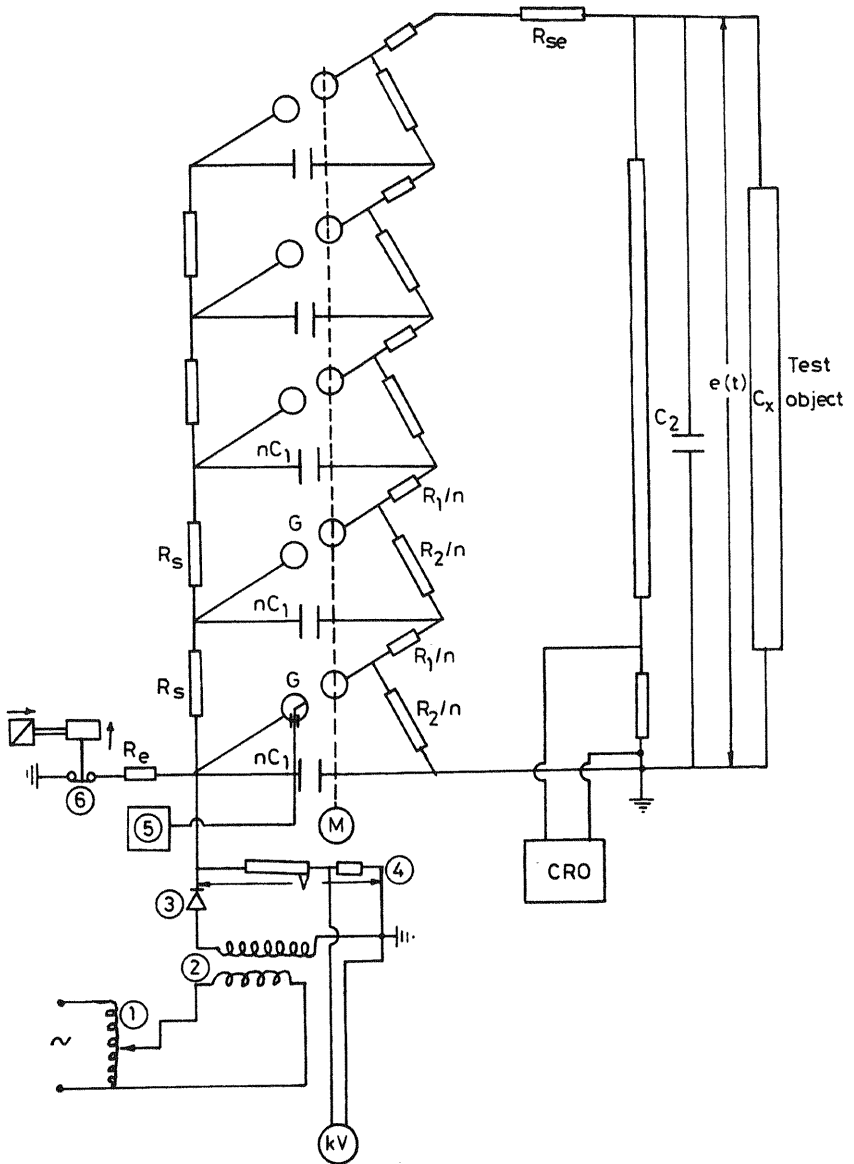 R_se
Test
object
e(t)
C_x
C_2
nC_1
R_1/n
G
R_2/n
R_s
nC_1
R_1/n
G
R_s
R_2/n
R_e
nC_1
⑥
⑤
M
④
V
CRO
③
②
①
~
kV